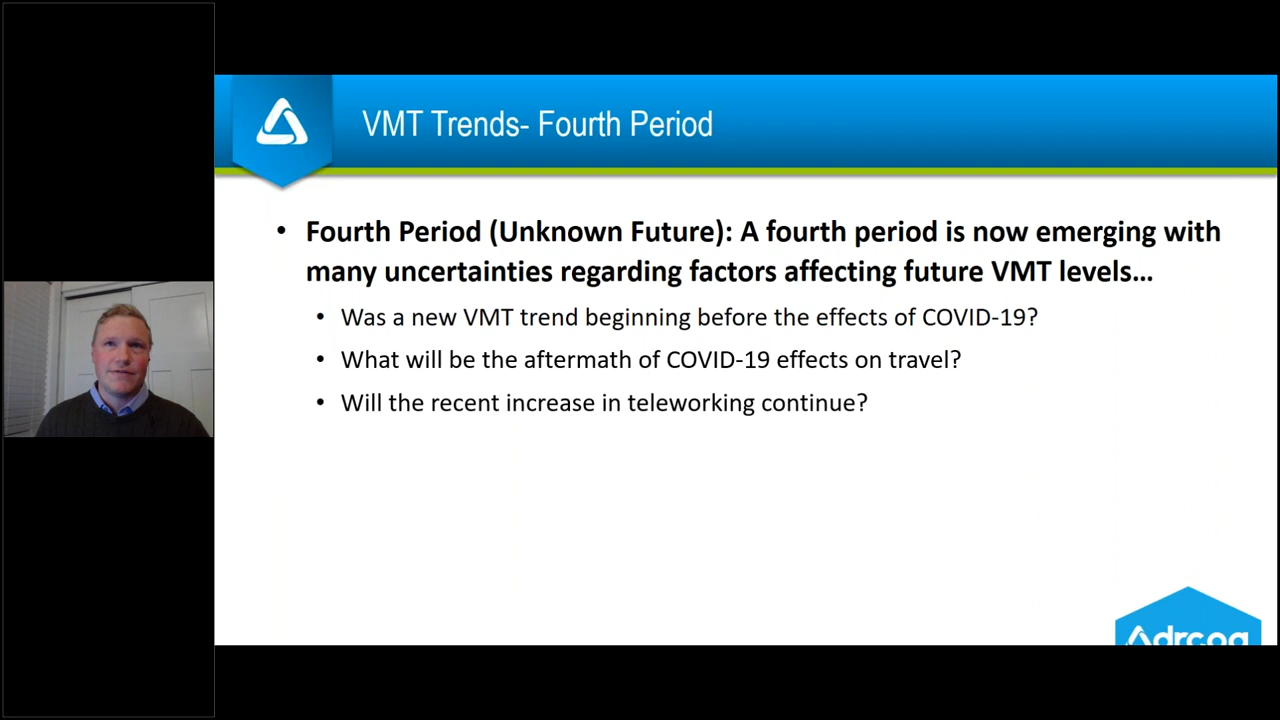 VMT Trends- Fourth Period
• Fourth Period (Unknown Future): A fourth period is now emerging with
many uncertainties regarding factors affecting future VMT levels...
• Was a new VMT trend beginning before the effects of COVID-19?
• What will be the aftermath of COVID-19 effects on travel?
• Will the recent increase in teleworking continue?
drcog